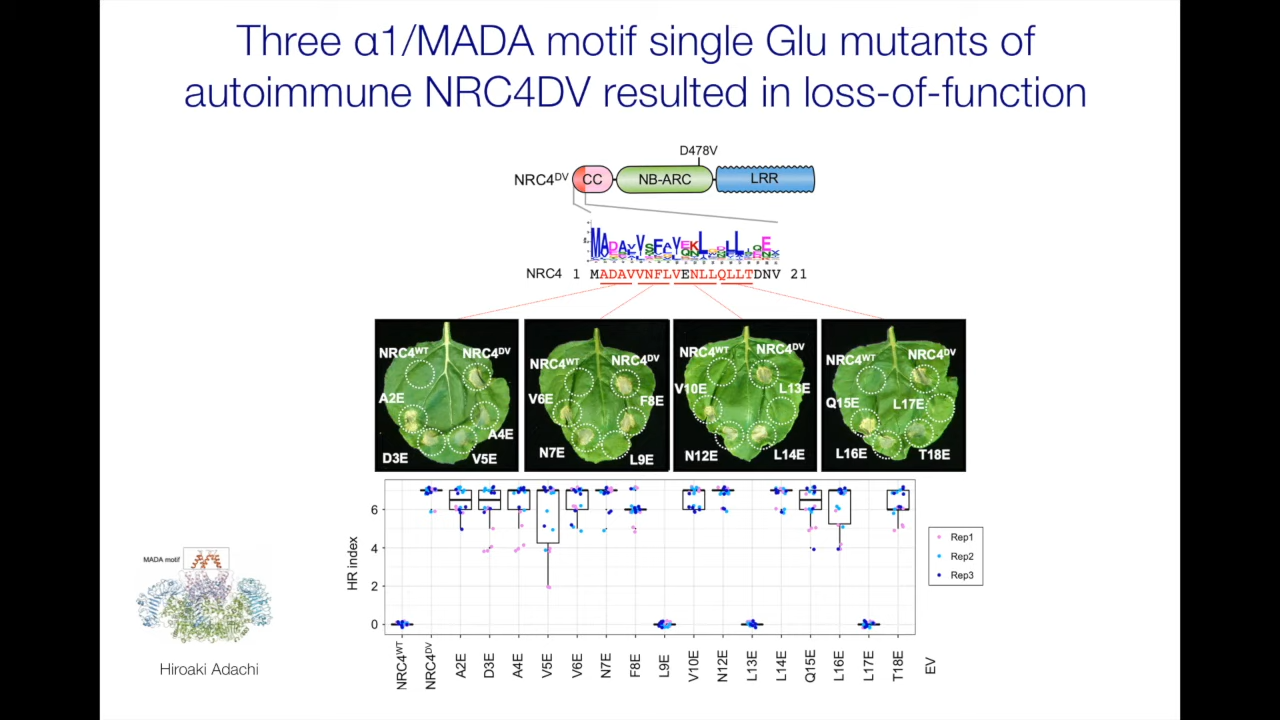 Three α1/MADA motif single Glu mutants of
autoimmune NRC4DV resulted in loss-of-function
D478V
NRC4DV CC NB-ARC LRR
NRC4 1 MADAVVNFLVENLLQLLTDNV 21
NRC4WT NRC4DV
A2E
A4E
D3E V5E
NRC4WT NRC4DV
V6E F8E
N7E L9E
NRC4WT NRC4DV
V10E L13E
N12E L14E
NRC4WT NRC4DV
Q15E L17E
L16E T18E
HR index
6
4
2
0
NRC4WT NRC4DV A2E D3E A4E V5E V6E N7E F8E L9E V10E N12E L13E L14E Q15E L16E L17E T18E EV
Rep1
Rep2
Rep3
MADA motif
Hiroaki Adachi